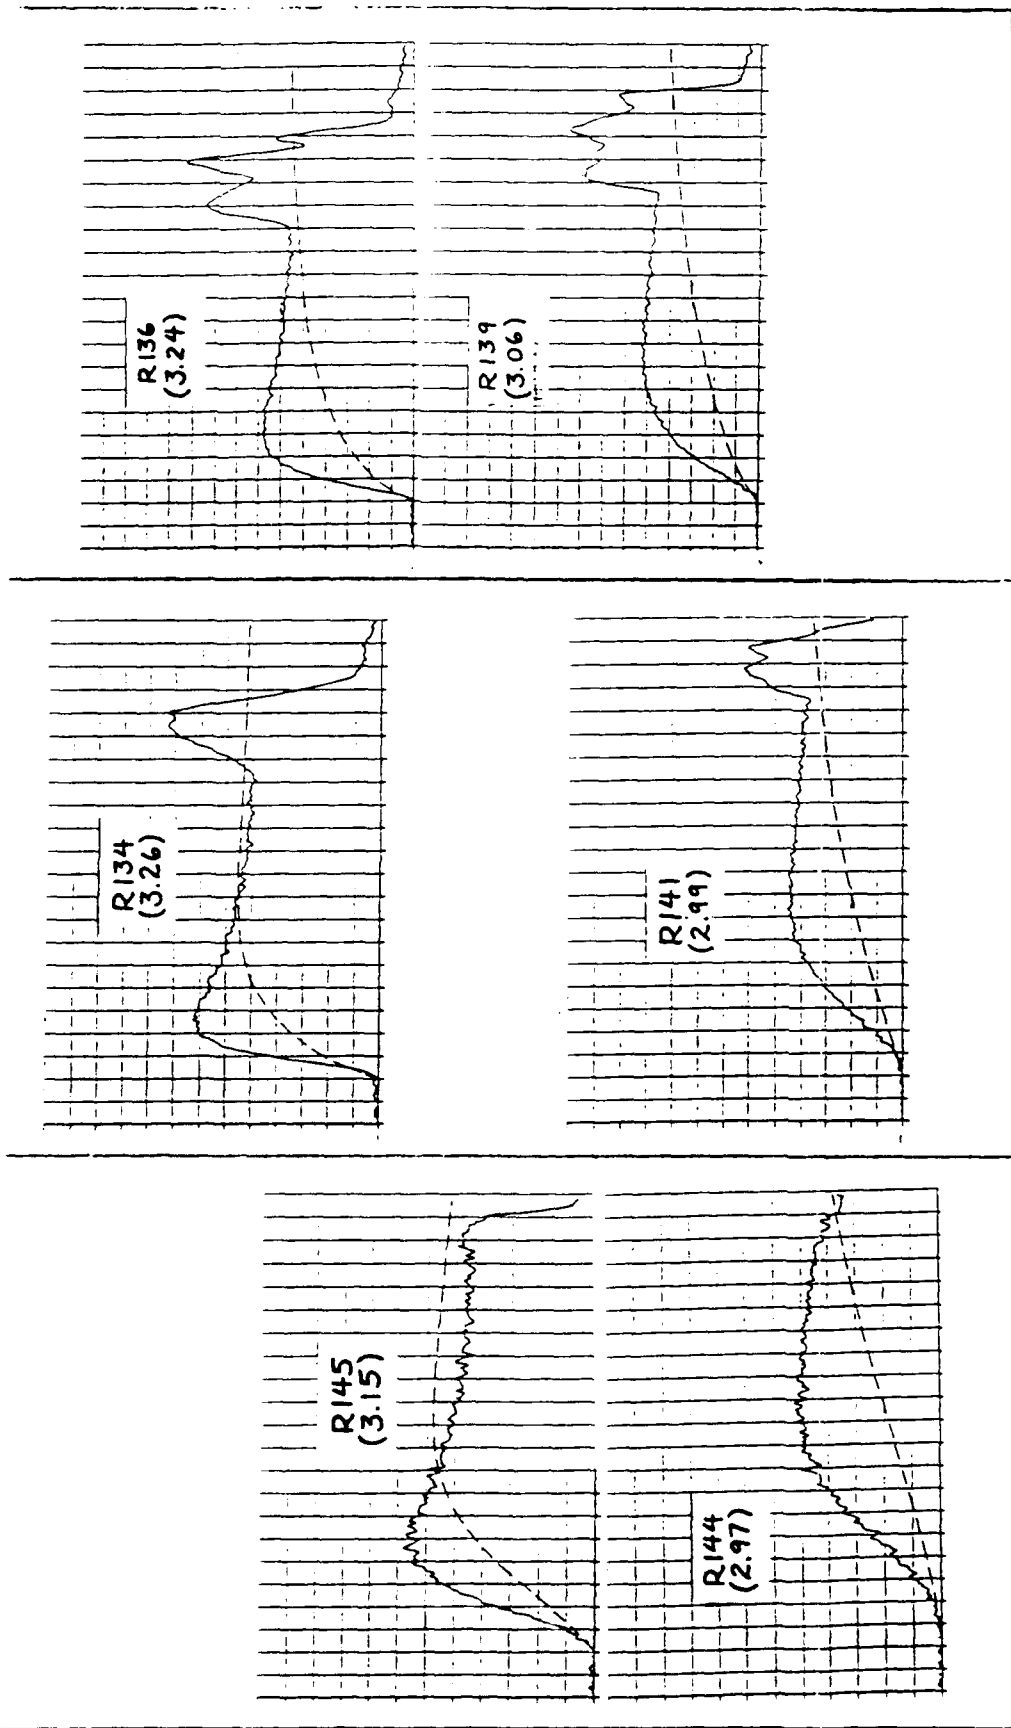 R136
(3.24)
R139
(3.06)
R134
(3.26)
R141
(2.99)
R145
(3.15)
R144
(2.97)